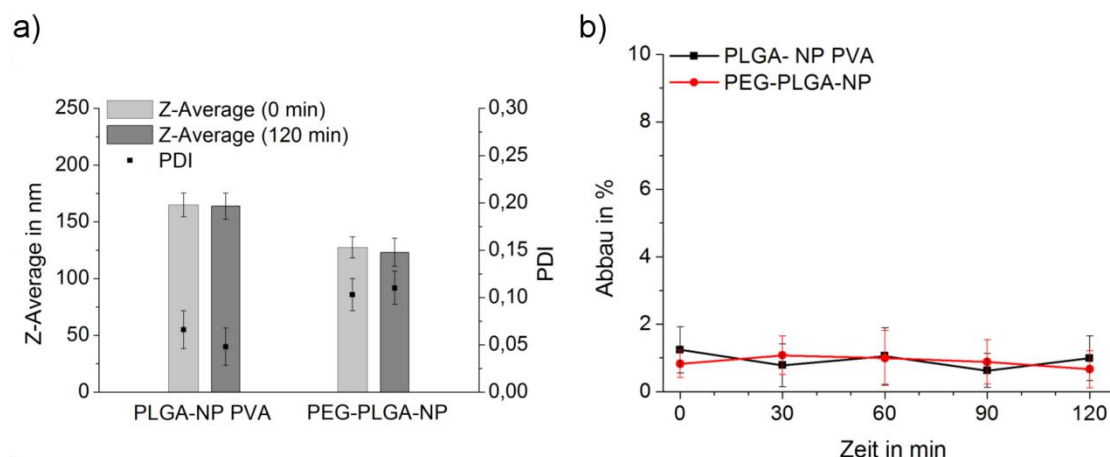 a)
Z-Average in nm
250
200
150
100
50
0
Z-Average (0 min)
Z-Average (120 min)
PDI
0,30
0,25
0,20
0,15
0,10
0,05
0,00
PDI
PLGA-NP PVA
PEG-PLGA-NP
b)
Abbau in %
10
8
6
4
2
0
PLGA- NP PVA
PEG-PLGA-NP
0
30
60
90
120
Zeit in min